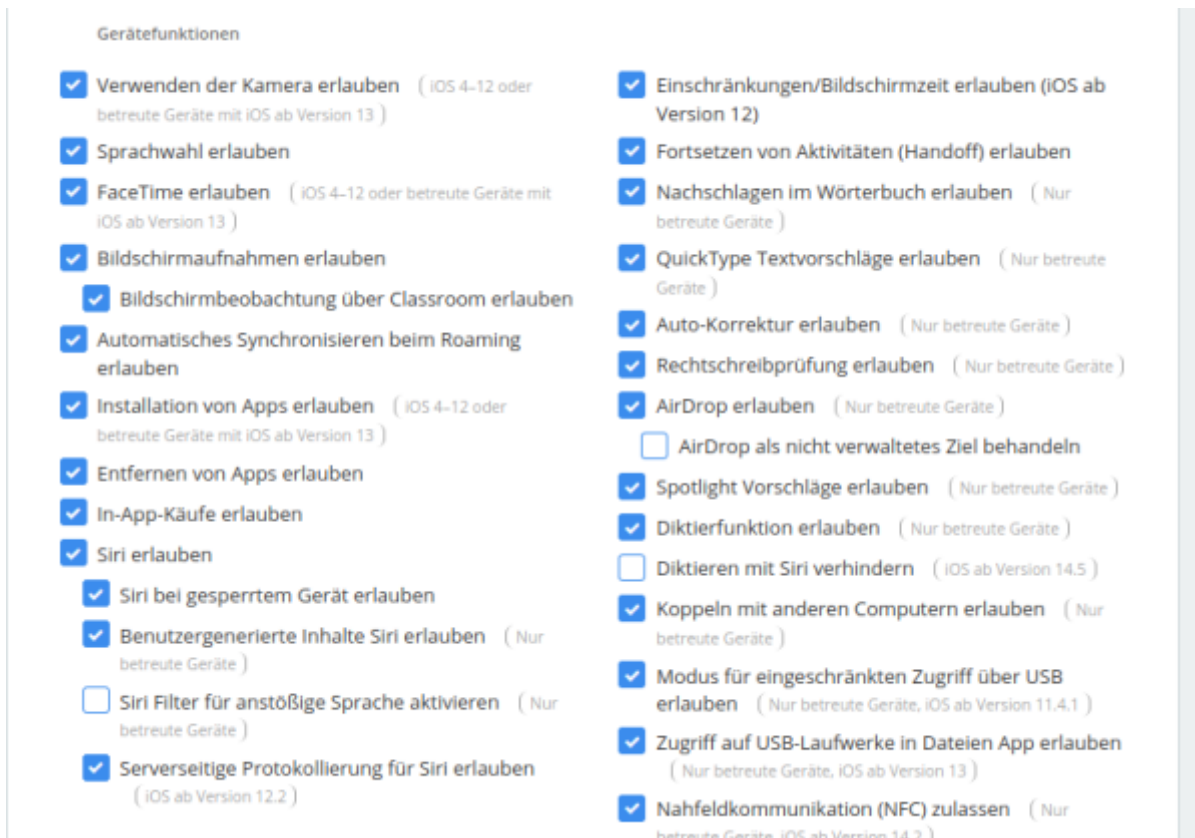 Gerätefunktionen
Verwenden der Kamera erlauben ( iOS 4–12 oder
betreute Geräte mit iOS ab Version 13 )
Sprachwahl erlauben
FaceTime erlauben ( iOS 4–12 oder betreute Geräte mit
iOS ab Version 13 )
Bildschirmaufnahmen erlauben
Bildschirmbeobachtung über Classroom erlauben
Automatisches Synchronisieren beim Roaming
erlauben
Installation von Apps erlauben ( iOS 4–12 oder
betreute Geräte mit iOS ab Version 13 )
Entfernen von Apps erlauben
In-App-Käufe erlauben
Siri erlauben
Siri bei gesperrtem Gerät erlauben
Benutzergenerierte Inhalte Siri erlauben ( Nur
betreute Geräte )
Siri Filter für anstößige Sprache aktivieren ( Nur
betreute Geräte )
Serverseitige Protokollierung für Siri erlauben
( iOS ab Version 12.2 )
Einschränkungen/Bildschirmzeit erlauben (iOS ab
Version 12)
Fortsetzen von Aktivitäten (Handoff) erlauben
Nachschlagen im Wörterbuch erlauben ( Nur
betreute Geräte )
QuickType Textvorschläge erlauben ( Nur betreute
Geräte )
Auto-Korrektur erlauben ( Nur betreute Geräte )
Rechtschreibprüfung erlauben ( Nur betreute Geräte )
AirDrop erlauben ( Nur betreute Geräte )
AirDrop als nicht verwaltetes Ziel behandeln
Spotlight Vorschläge erlauben ( Nur betreute Geräte )
Diktierfunktion erlauben ( Nur betreute Geräte )
Diktieren mit Siri verhindern ( iOS ab Version 14.5 )
Koppeln mit anderen Computern erlauben ( Nur
betreute Geräte )
Modus für eingeschränkten Zugriff über USB
erlauben ( Nur betreute Geräte, iOS ab Version 11.4.1 )
Zugriff auf USB-Laufwerke in Dateien App erlauben
( Nur betreute Geräte, iOS ab Version 13 )
Nahfeldkommunikation (NFC) zulassen ( Nur
betreute Geräte, iOS ab Version 14.2 )